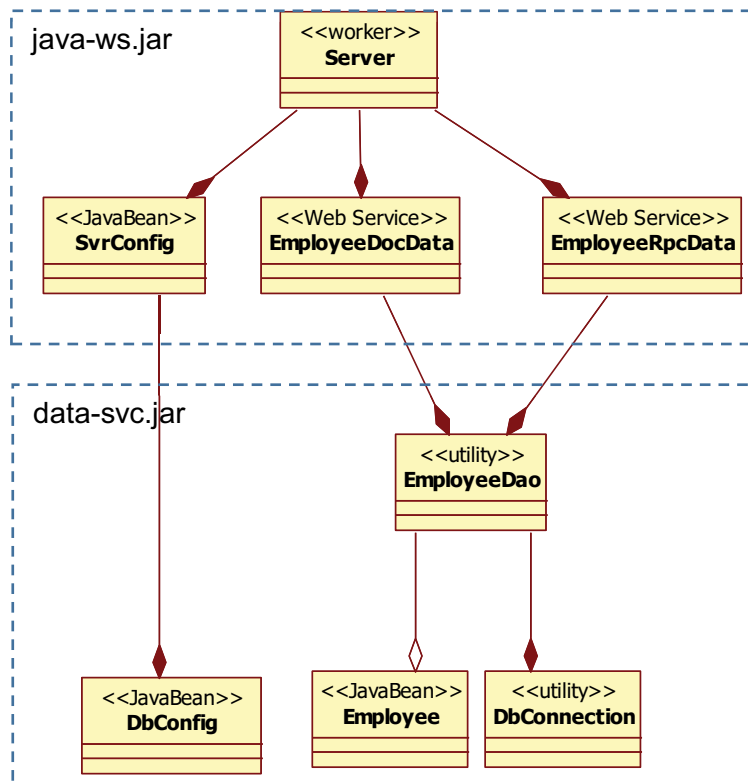 java-ws.jar
<<worker>>
Server
<<JavaBean>>
SvrConfig
<<Web Service>>
EmployeeDocData
<<Web Service>>
EmployeeRpcData
data-svc.jar
<<utility>>
EmployeeDao
<<JavaBean>>
DbConfig
<<JavaBean>>
Employee
<<utility>>
DbConnection